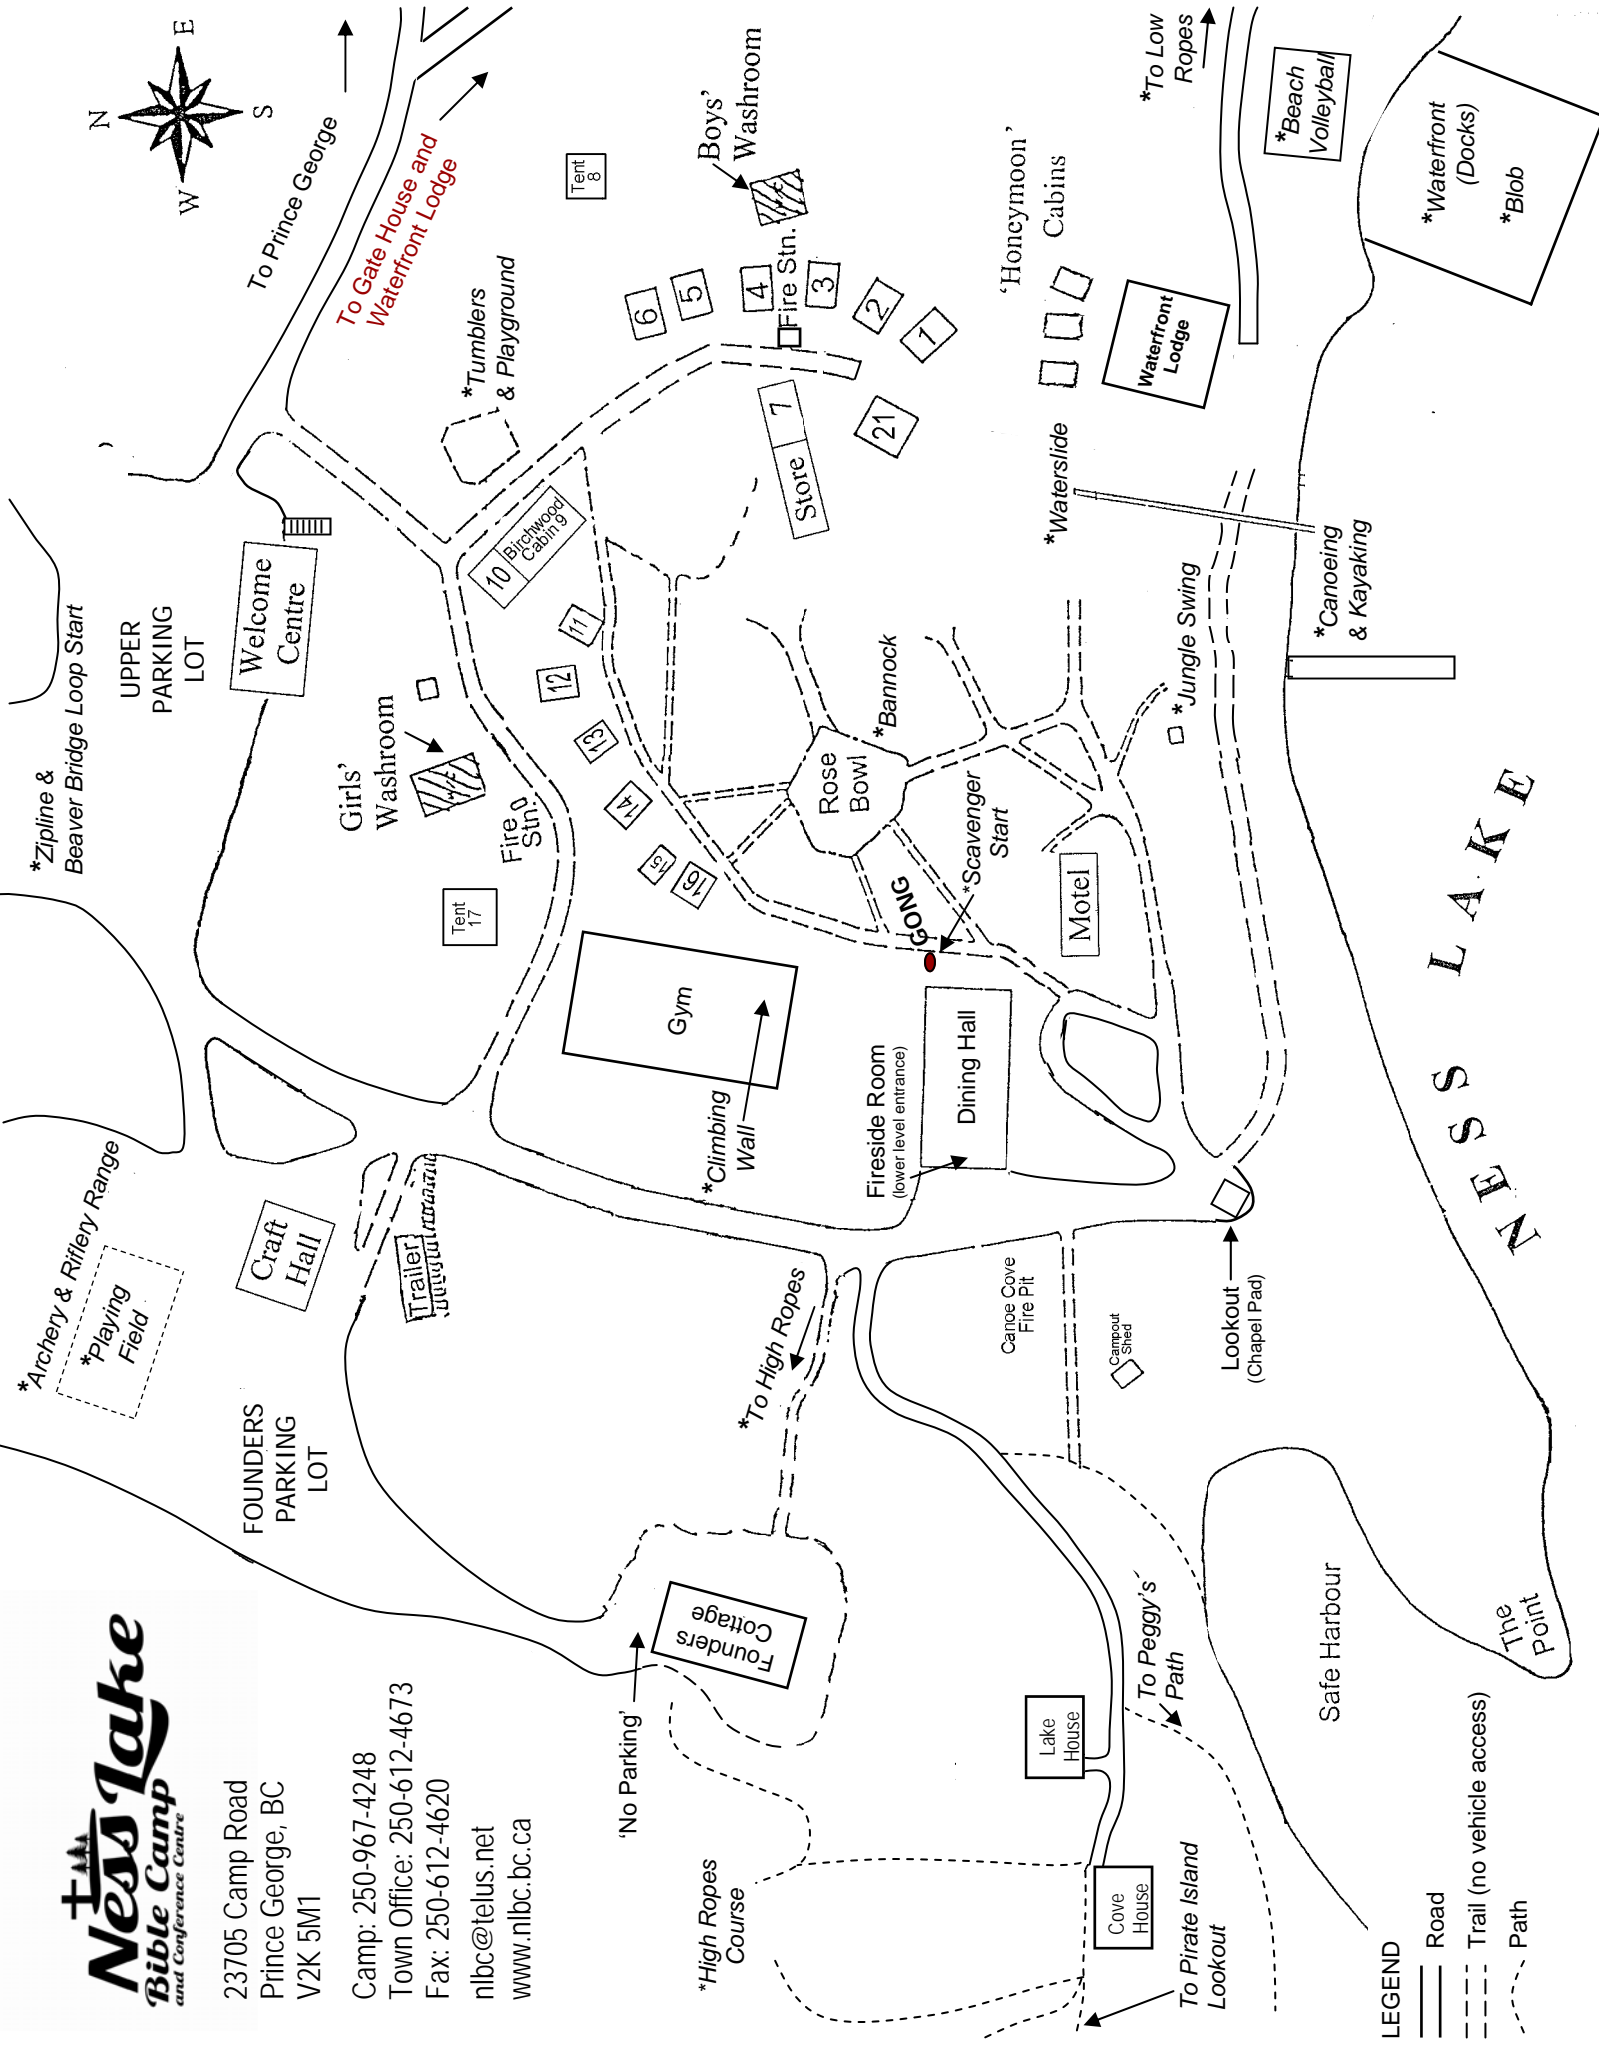 Ness Lake
Bible Camp
and Conference Centre
23705 Camp Road
Prince George, BC
V2K 5M1
Camp: 250-967-4248
Town Office: 250-612-4673
Fax: 250-612-4620
nlbc@telus.net
www.nlbc.bc.ca
*Archery & Riflery Range
*Playing
Field
FOUNDERS
PARKING
LOT
Craft
Hall
Trailer
*Zipline &
Beaver Bridge Loop Start
UPPER
PARKING
LOT
Welcome
Centre
N
E
S
W
To Prince George
To Gate House and
Waterfront Lodge
Girls'
Washroom
Fire
Stn.
Tent
17
*Tumblers
& Playground
Tent
8
Boys'
Washroom
10
Birchwood
Cabin 9
11
12
13
14
15
16
6
5
4
Fire Stn.
3
2
1
7
Store
21
'No Parking'
Founders
Cottage
*To High Ropes
*Climbing
Wall
Gym
*High Ropes
Course
Fireside Room
(lower level entrance)
Dining Hall
GONG
*Scavenger
Start
Rose
Bowl
*Bannock
'Honeymoon'
Cabins
*To Low
Ropes
Waterfront
Lodge
*Waterslide
Motel
*Jungle Swing
*Beach
Volleyball
*Waterfront
(Docks)
*Blob
*Canoeing
& Kayaking
Canoe Cove
Fire Pit
Campout
Shed
Lookout
(Chapel Pad)
Lake
House
Cove
House
To Peggy's
Path
To Pirate Island
Lookout
Safe Harbour
The
Point
NESS LAKE
LEGEND
Road
Trail (no vehicle access)
Path